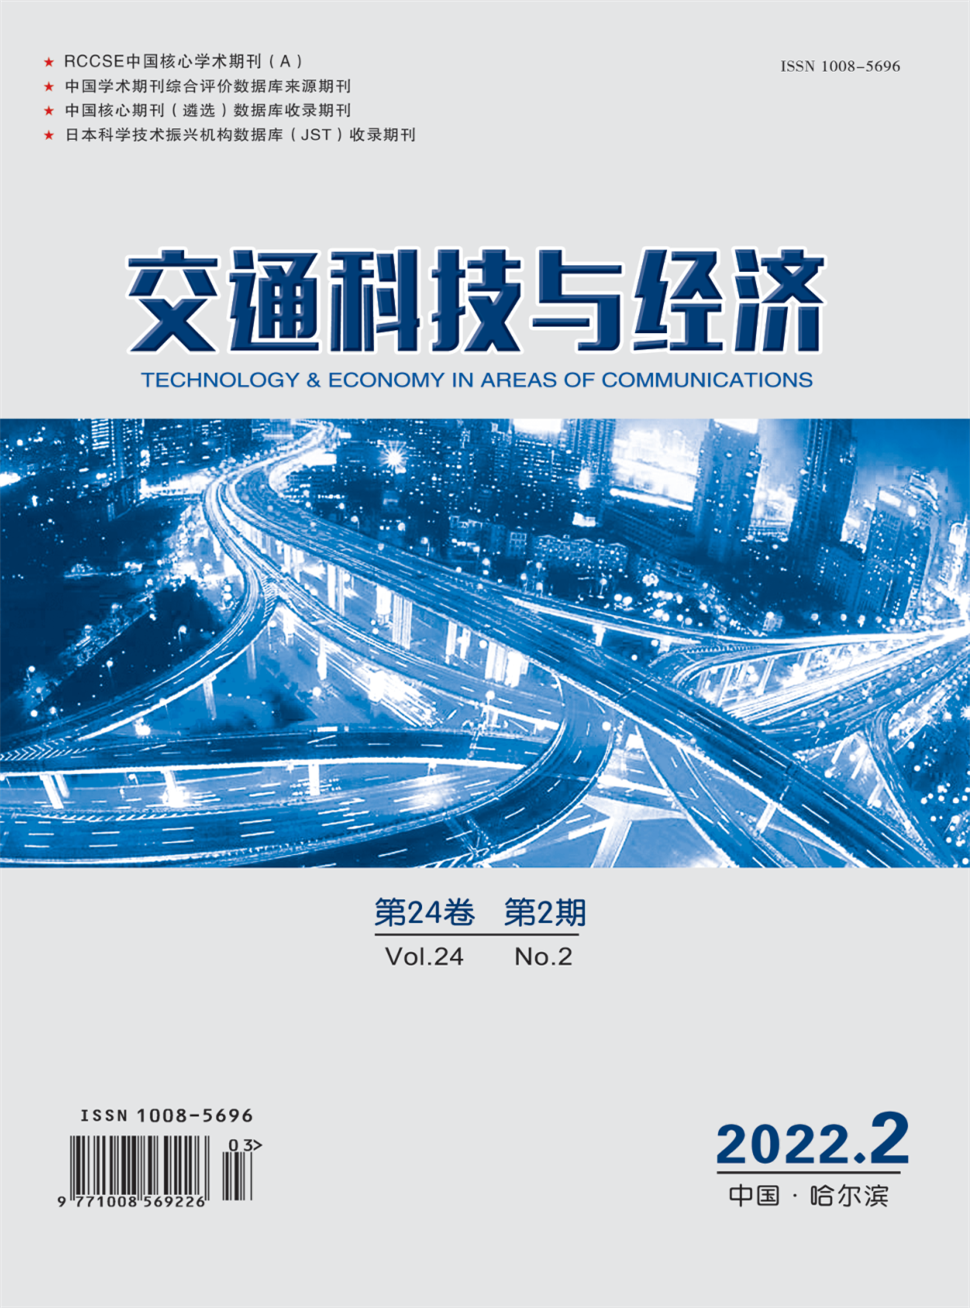 ★ RCCSE中国核心学术期刊（A）
★ 中国学术期刊综合评价数据库来源期刊
★ 中国核心期刊（遴选）数据库收录期刊
★ 日本科学技术振兴机构数据库（JST）收录期刊
ISSN 1008-5696
交通科技与经济
TECHNOLOGY & ECONOMY IN AREAS OF COMMUNICATIONS
第24卷 第2期
Vol.24 No.2
ISSN 1008-5696
03>
9 771008 569226
2022.2
中国·哈尔滨